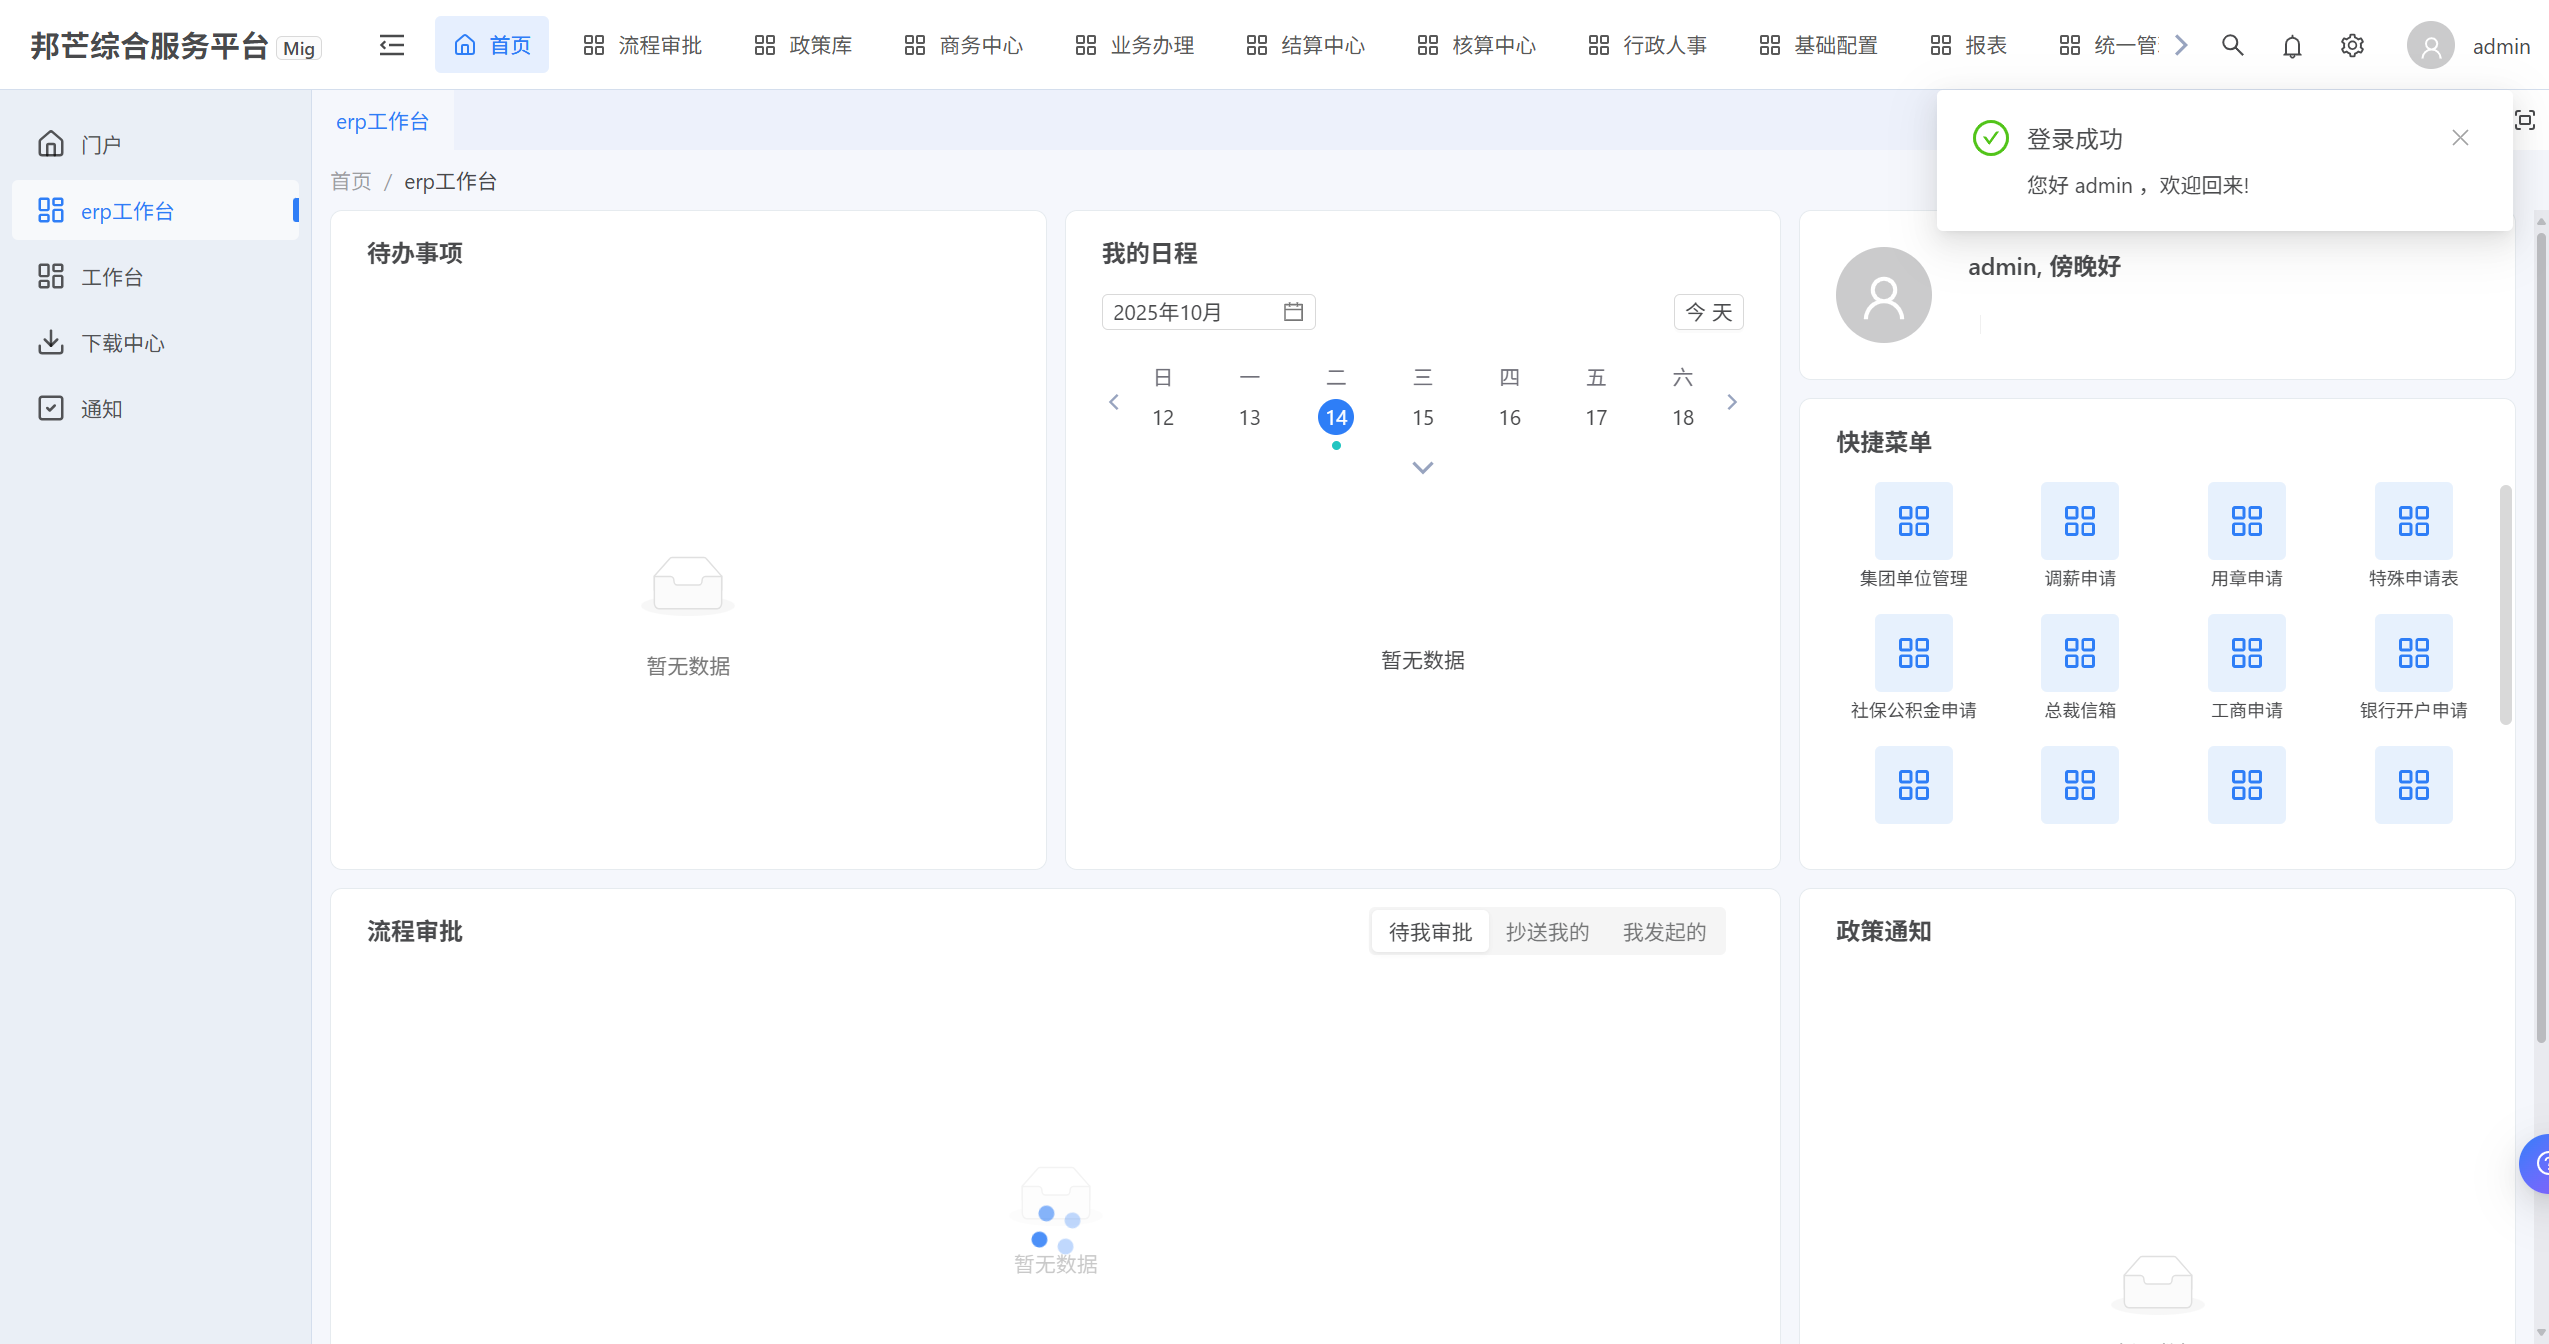 邦芒综合服务平台 Mig
首页
流程审批
政策库
商务中心
业务办理
结算中心
核算中心
行政人事
基础配置
报表
统一管
admin
门户
erp工作台
工作台
下载中心
通知
erp工作台
首页 / erp工作台
登录成功
您好 admin ，欢迎回来!
待办事项
暂无数据
我的日程
2025年10月
今 天
日 一 二 三 四 五 六
12 13 14 15 16 17 18
暂无数据
admin, 傍晚好
快捷菜单
集团单位管理 调薪申请 用章申请 特殊申请表
社保公积金申请 总裁信箱 工商申请 银行开户申请
流程审批
待我审批 抄送我的 我发起的
暂无数据
政策通知